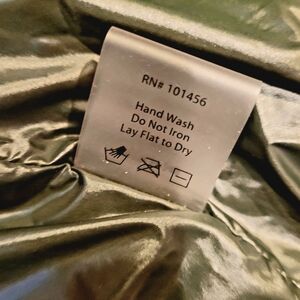 RN# 101456
Hand Wash
Do Not Iron
Lay Flat to Dry